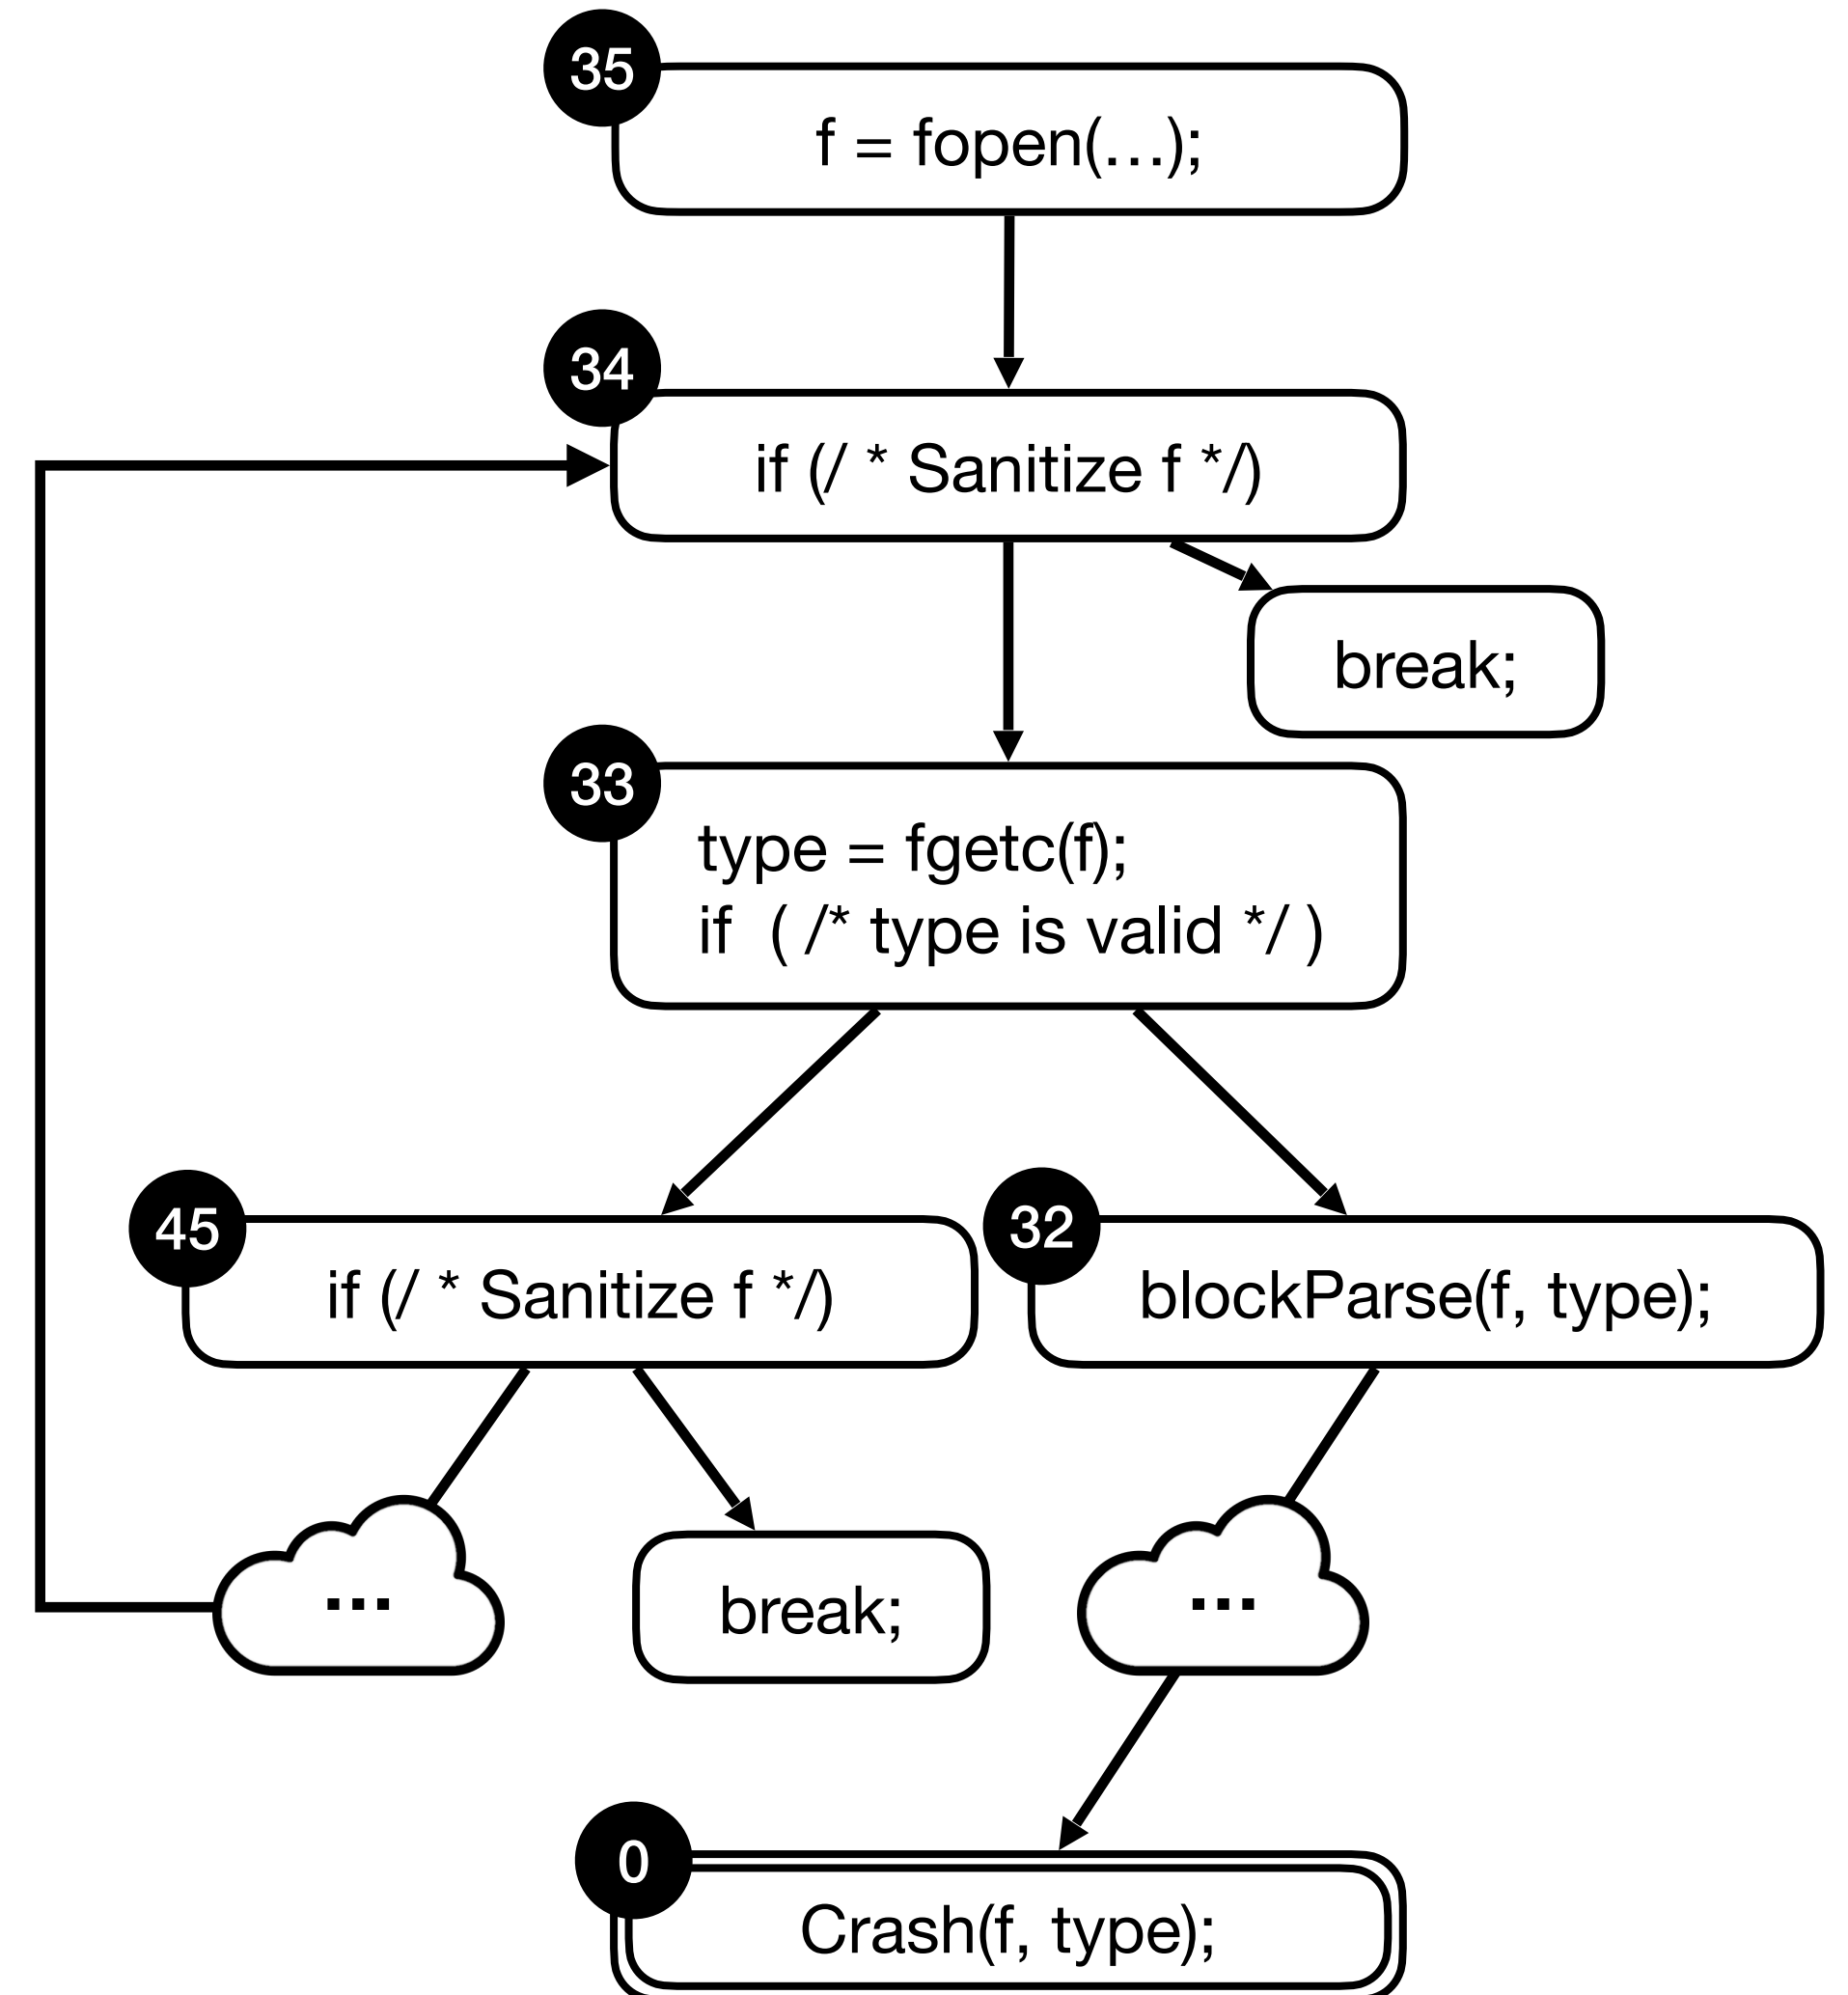 35
f = fopen(...);
34
if (/ * Sanitize f */)
break;
33
type = fgetc(f);
if ( /* type is valid */ )
45
if (/ * Sanitize f */)
32
blockParse(f, type);
...
break;
...
0
Crash(f, type);